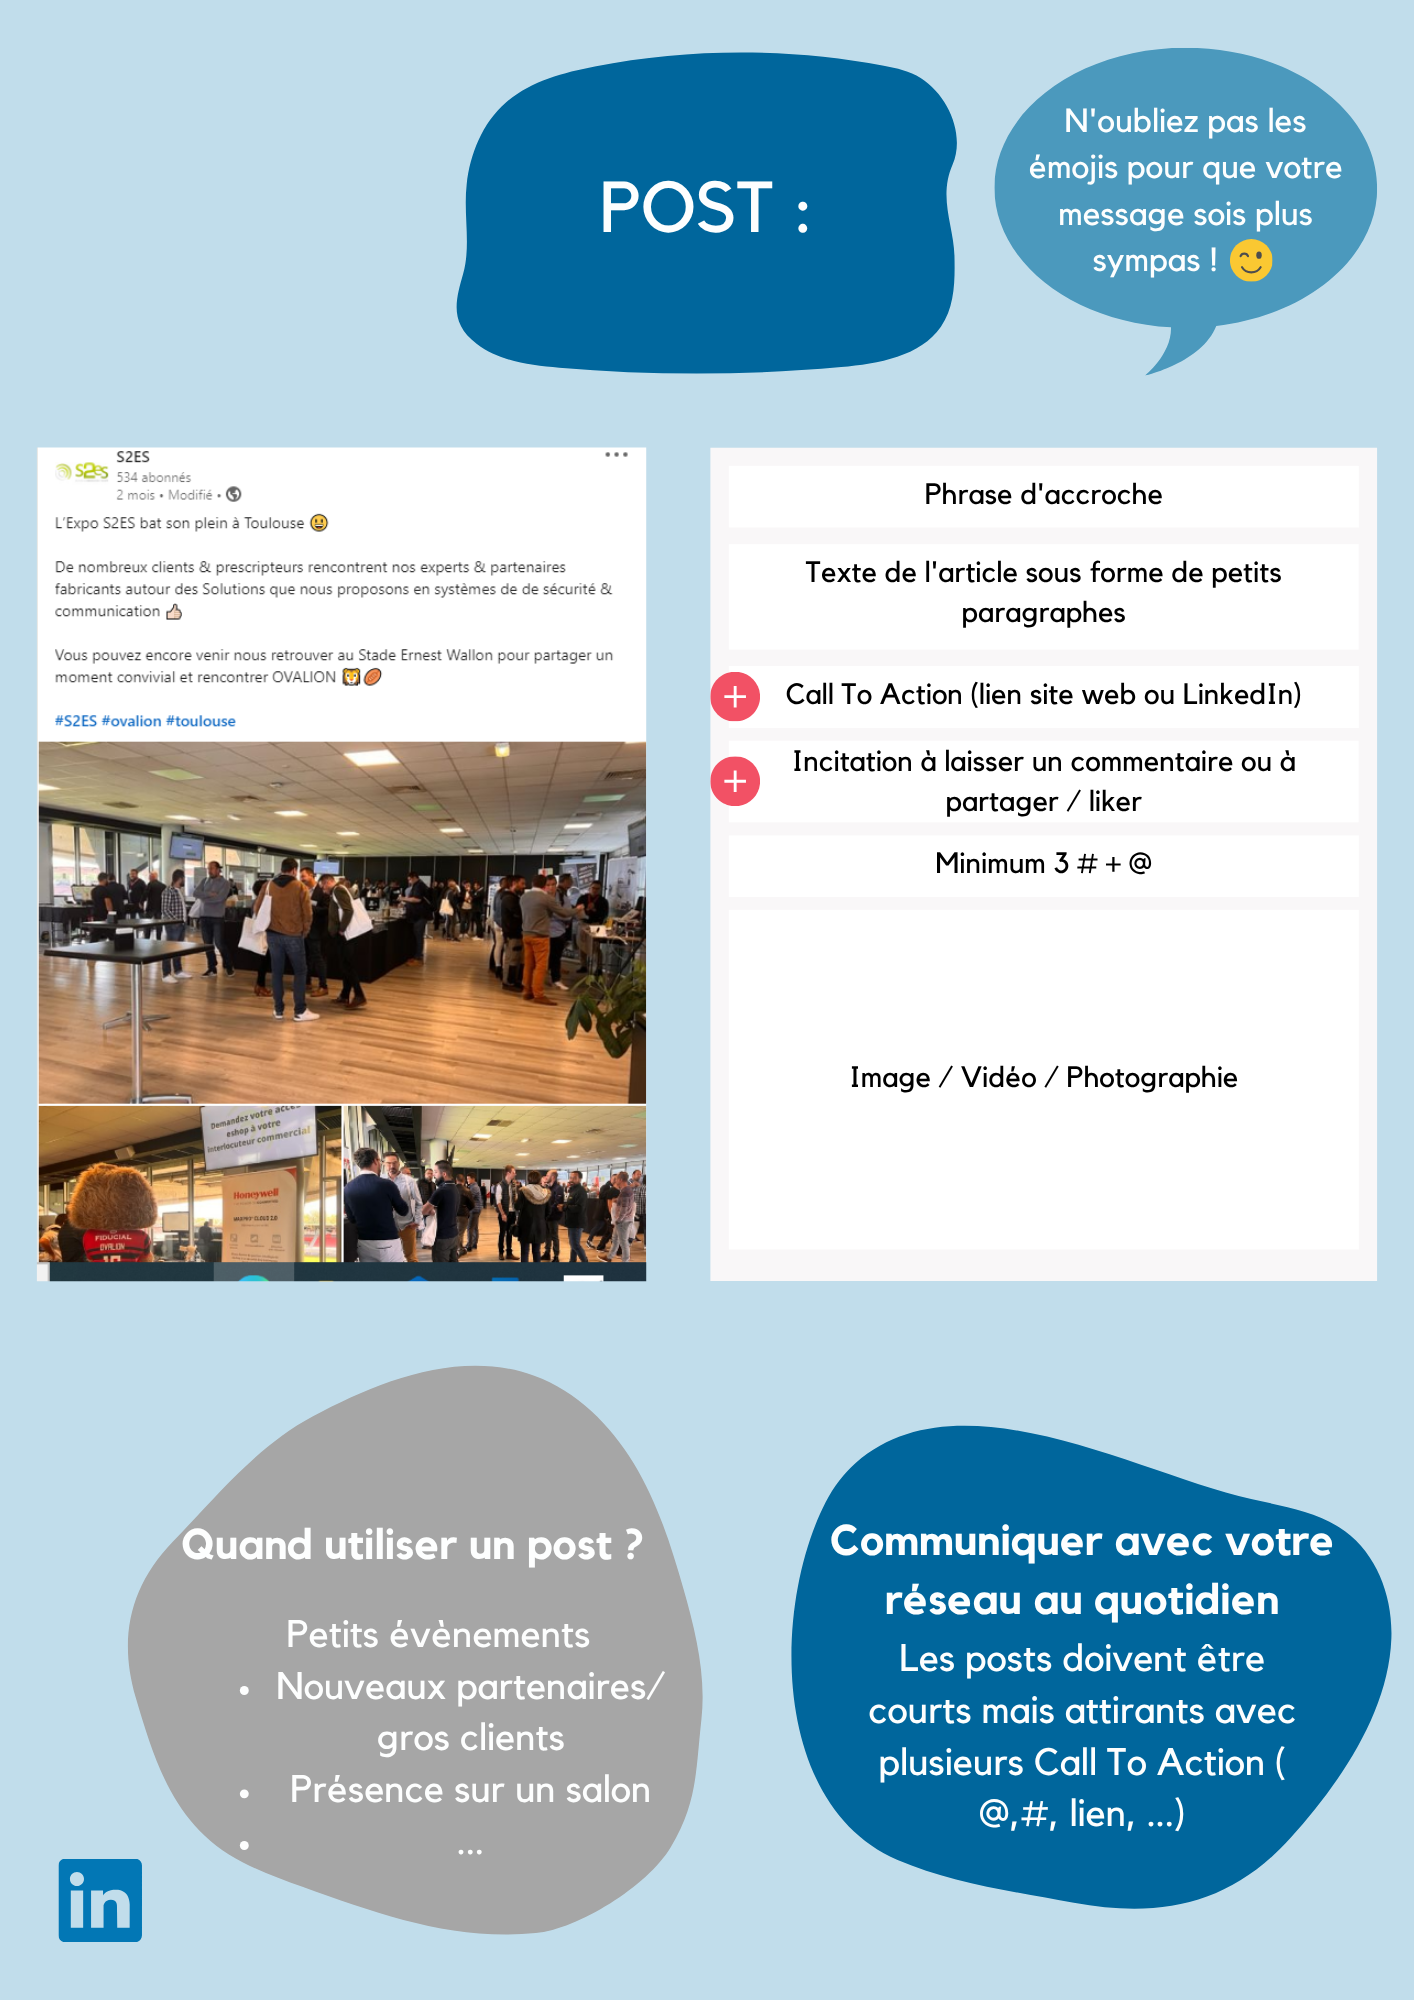 POST :
N'oubliez pas les
émojis pour que votre
message sois plus
sympas ! 😉
S2ES
S2es
534 abonnés
2 mois • Modifié •
L'Expo S2ES bat son plein à Toulouse 😃
De nombreux clients & prescripteurs rencontrent nos experts & partenaires
fabricants autour des Solutions que nous proposons en systèmes de de sécurité &
communication 👍🏻
Vous pouvez encore venir nous retrouver au Stade Ernest Wallon pour partager un
moment convivial et rencontrer OVALION 🐯🏉
#S2ES #ovalion #toulouse
Demandez votre accès
eshop à votre
interlocuteur commercial
Honeywell
FIDUCIAL
OVALION
Phrase d'accroche
Texte de l'article sous forme de petits
paragraphes
+ Call To Action (lien site web ou LinkedIn)
+ Incitation à laisser un commentaire ou à
partager / liker
Minimum 3 # + @
Image / Vidéo / Photographie
Quand utiliser un post ?
Petits évènements
• Nouveaux partenaires/
gros clients
• Présence sur un salon
• ...
Communiquer avec votre
réseau au quotidien
Les posts doivent être
courts mais attirants avec
plusieurs Call To Action (
@,#, lien, ...)
in